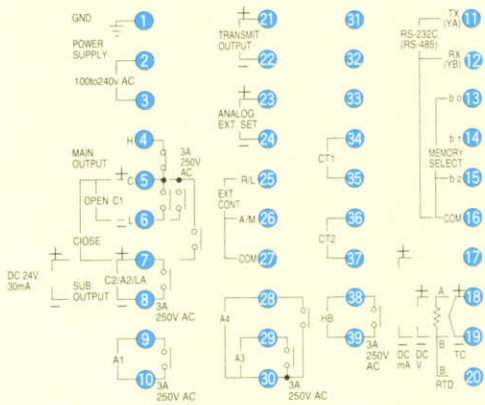 GND
1
POWER
SUPPLY
2
100to240v AC
3
H
4
MAIN
OUTPUT
3A
250V
AC
+
C
5
OPEN C1
L
6
ClOSE
+
+
7
DC 24V
30mA
SUB
OUTPUT
C2/A2/LA
8
3A
250V AC
9
A1
10
3A
250V AC
+
21
TRANSMIT
OUTPUT
22
+
23
ANALOG
EXT. SET
24
R/L
25
EXT
CONT
A/M
26
COM
27
28
A4
29
A3
30
3A
250V AC
31
32
33
34
CT1
35
36
CT2
37
38
HB
39
3A
250V
AC
TX
(YA)
11
RS-232C
(RS-485)
RX
(YB)
12
b 0
13
b 1
14
MEMORY
SELECT
b 2
15
COM
16
+
17
+
A
+
18
B
19
DC
mA
DC
V
TC
B
20
RTD